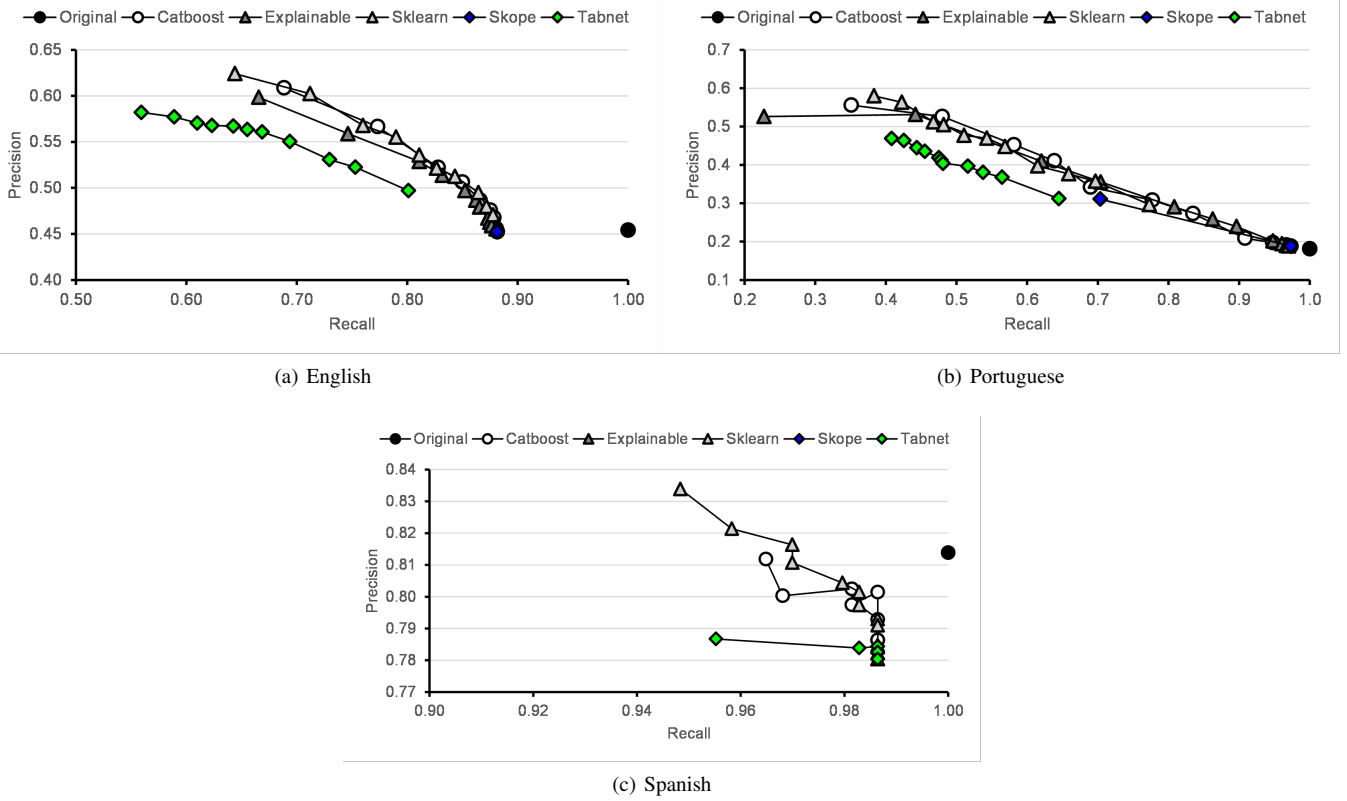 Original Catboost Explainable Sklearn Skope Tabnet
0.65
0.60
0.55
0.50
0.45
0.40
Precision
0.50 0.60 0.70 0.80 0.90 1.00
Recall
(a) English
Original Catboost Explainable Sklearn Skope Tabnet
0.7
0.6
0.5
0.4
0.3
0.2
0.1
Precision
0.2 0.3 0.4 0.5 0.6 0.7 0.8 0.9 1.0
Recall
(b) Portuguese
Original Catboost Explainable Sklearn Skope Tabnet
0.84
0.83
0.82
0.81
0.80
0.79
0.78
0.77
Precision
0.90 0.92 0.94 0.96 0.98 1.00
Recall
(c) Spanish